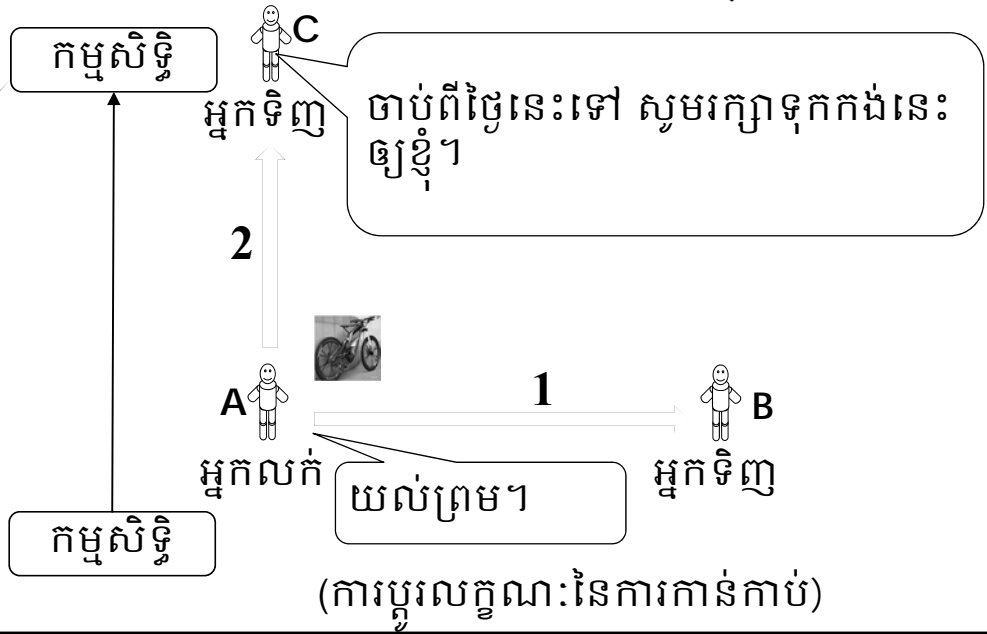 កម្មសិទ្ធិ
C
អ្នកទិញ
ចាប់ពីថ្ងៃនេះទៅ សូមរក្សាទុកកង់នេះ
ឲ្យខ្ញុំ។
2
A
1
B
អ្នកលក់
អ្នកទិញ
យល់ព្រម។
កម្មសិទ្ធិ
(ការប្តូរលក្ខណៈនៃការកាន់កាប់)